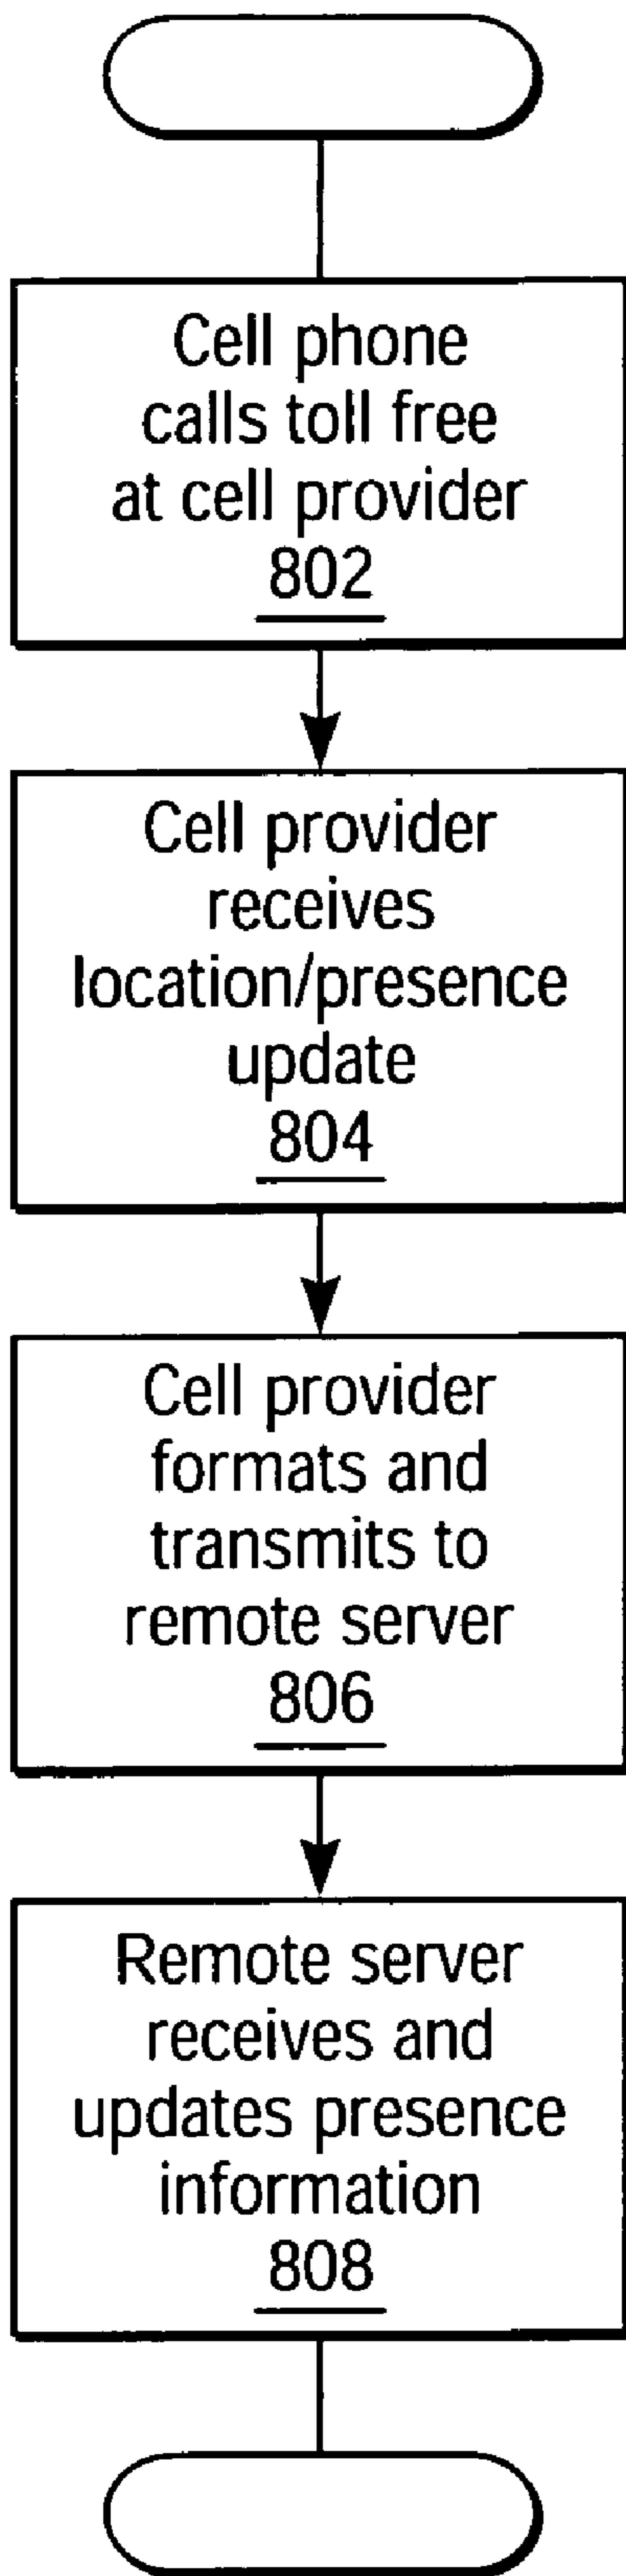 Cell phone
calls toll free
at cell provider
802
Cell provider
receives
location/presence
update
804
Cell provider
formats and
transmits to
remote server
806
Remote server
receives and
updates presence
information
808